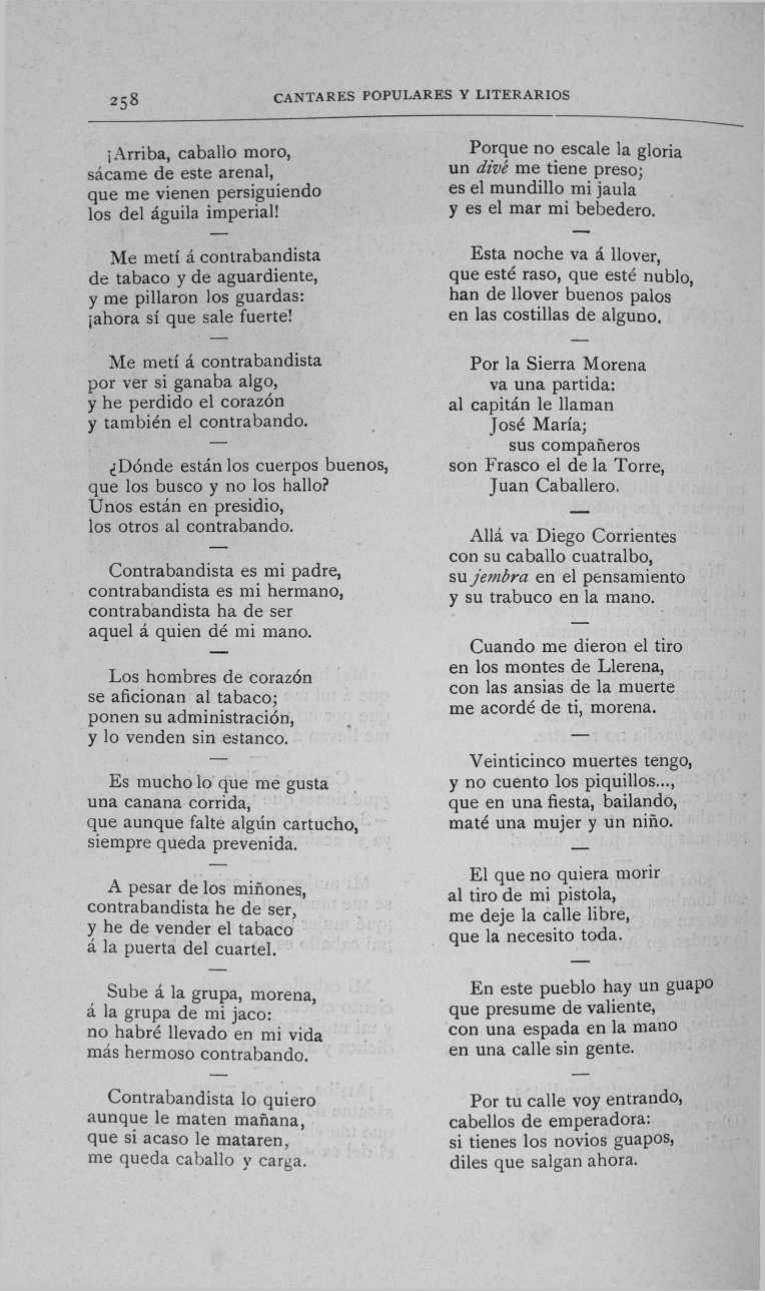 258
CANTARES POPULARES Y LITERARIOS
¡Arriba, caballo moro,
sácame de este arenal,
que me vienen persiguiendo
los del águila imperial!
—
Me metí á contrabandista
de tabaco y de aguardiente,
y me pillaron los guardas:
¡ahora sí que sale fuerte!
—
Me metí á contrabandista
por ver si ganaba algo,
y he perdido el corazón
y también el contrabando.
—
¿Dónde están los cuerpos buenos,
que los busco y no los hallo?
Unos están en presidio,
los otros al contrabando.
—
Contrabandista es mi padre,
contrabandista es mi hermano,
contrabandista ha de ser
aquel á quien dé mi mano.
—
Los hombres de corazón
se aficionan al tabaco;
ponen su administración,
y lo venden sin estanco.
—
Es mucho lo que me gusta
una canana corrida,
que aunque falte algún cartucho,
siempre queda prevenida.
—
A pesar de los miñones,
contrabandista he de ser,
y he de vender el tabaco
á la puerta del cuartel.
—
Sube á la grupa, morena,
á la grupa de mi jaco:
no habré llevado en mi vida
más hermoso contrabando.
—
Contrabandista lo quiero
aunque le maten mañana,
que si acaso le mataren,
me queda caballo y carga.
Porque no escale la gloria
un divé me tiene preso;
es el mundillo mi jaula
y es el mar mi bebedero.
—
Esta noche va á llover,
que esté raso, que esté nublo,
han de llover buenos palos
en las costillas de alguno.
—
Por la Sierra Morena
va una partida:
al capitán le llaman
José María;
sus compañeros
son Frasco el de la Torre,
Juan Caballero.
—
Allá va Diego Corrientes
con su caballo cuatralbo,
su jembra en el pensamiento
y su trabuco en la mano.
—
Cuando me dieron el tiro
en los montes de Llerena,
con las ansias de la muerte
me acordé de ti, morena.
—
Veinticinco muertes tengo,
y no cuento los piquillos...,
que en una fiesta, bailando,
maté una mujer y un niño.
—
El que no quiera morir
al tiro de mi pistola,
me deje la calle libre,
que la necesito toda.
—
En este pueblo hay un guapo
que presume de valiente,
con una espada en la mano
en una calle sin gente.
—
Por tu calle voy entrando,
cabellos de emperadora:
si tienes los novios guapos,
diles que salgan ahora.